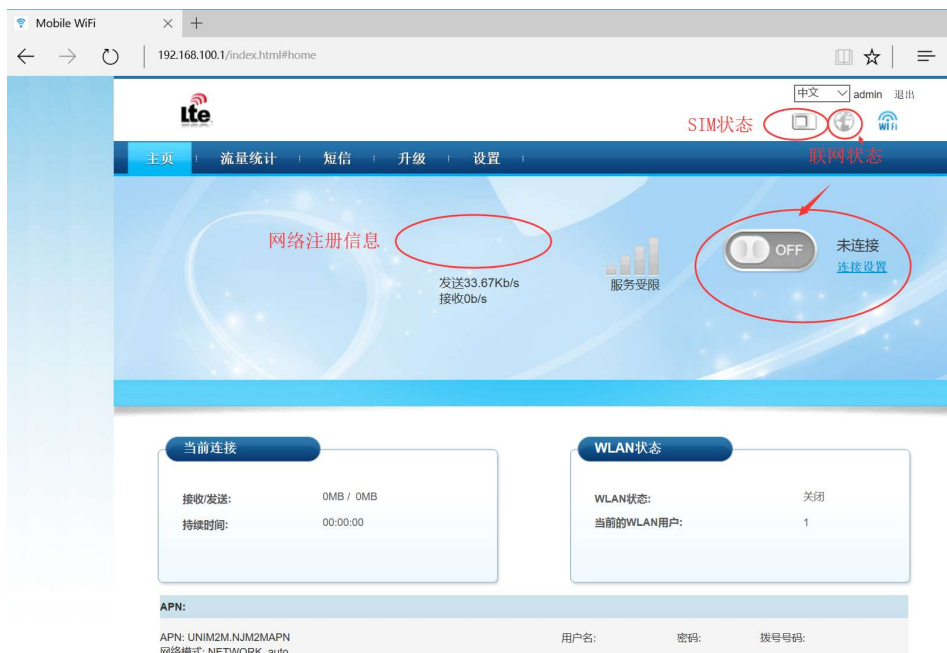 Mobile WiFi
192.168.100.1/index.html#home
中文 admin 退出
Lte
SIM状态
WiFi
联网状态
主页 流量统计 短信 升级 设置
网络注册信息
OFF
未连接
连接设置
发送33.67Kb/s
接收0b/s
服务受限
当前连接
接收/发送: 0MB / 0MB
持续时间: 00:00:00
WLAN状态
WLAN状态: 关闭
当前的WLAN用户: 1
APN:
APN: UNIM2M.NJM2MAPN 用户名: 密码: 拨号号码:
网络模式: NETWORK_auto